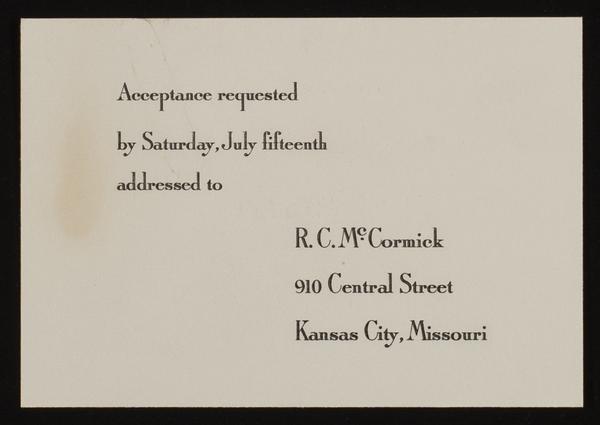 Acceptance requested
by Saturday, July fifteenth
addressed to
R. C. McCormick
910 Central Street
Kansas City, Missouri